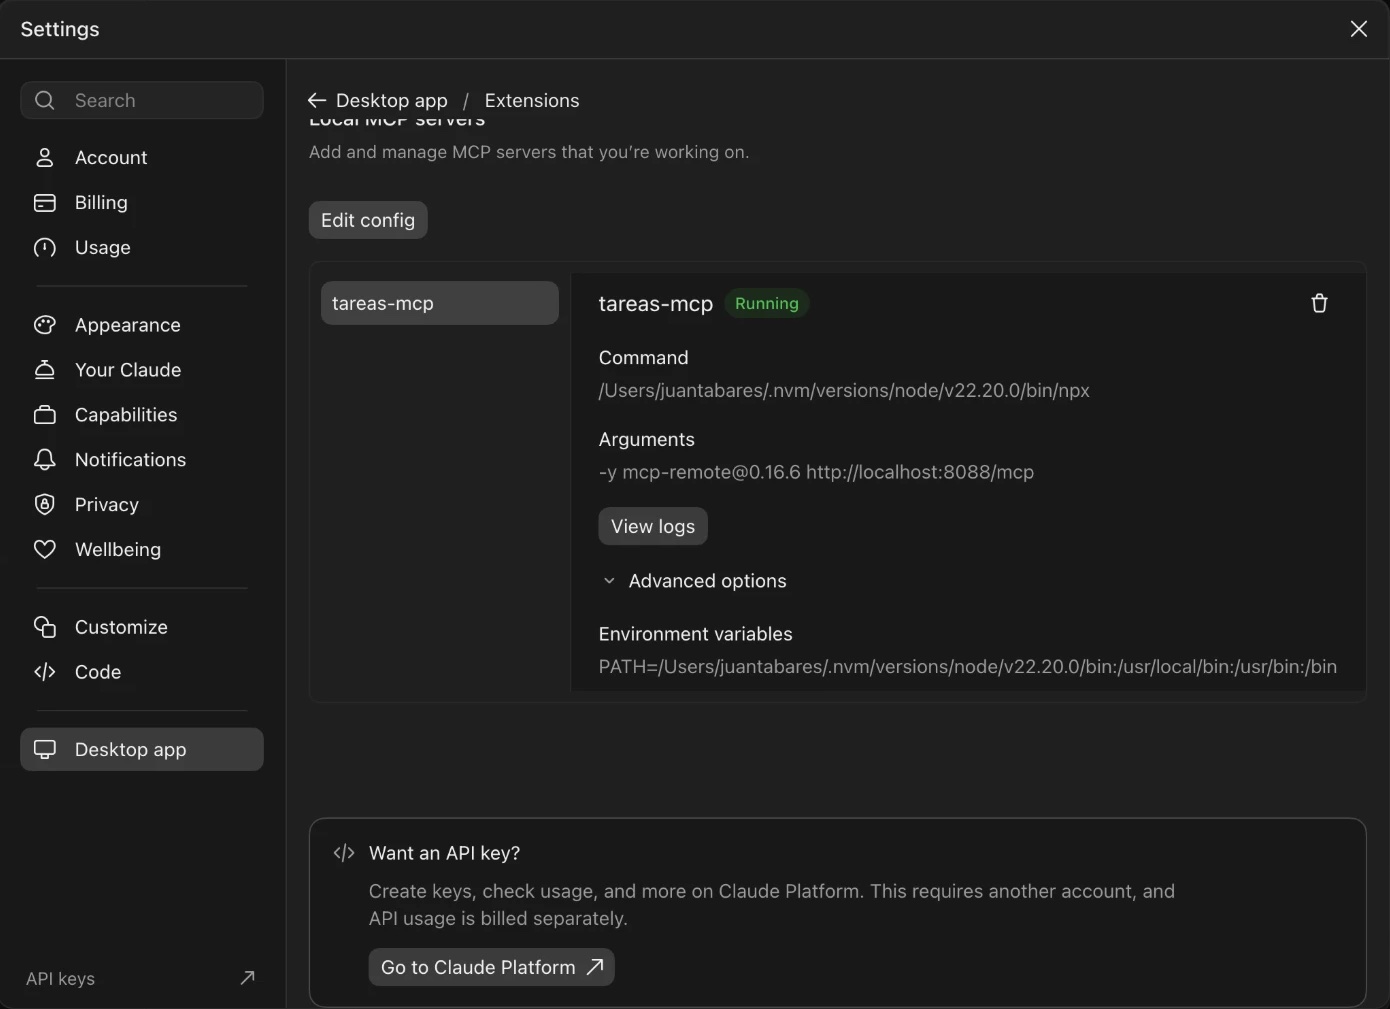 Settings
Search
Account
Billing
Usage
Appearance
Your Claude
Capabilities
Notifications
Privacy
Wellbeing
Customize
Code
Desktop app
API keys
Desktop app / Extensions
Local MCP servers
Add and manage MCP servers that you’re working on.
Edit config
tareas-mcp
tareas-mcp Running
Command
/Users/juantabares/.nvm/versions/node/v22.20.0/bin/npx
Arguments
-y mcp-remote@0.16.6 http://localhost:8088/mcp
View logs
Advanced options
Environment variables
PATH=/Users/juantabares/.nvm/versions/node/v22.20.0/bin:/usr/local/bin:/usr/bin:/bin
Want an API key?
Create keys, check usage, and more on Claude Platform. This requires another account, and
API usage is billed separately.
Go to Claude Platform